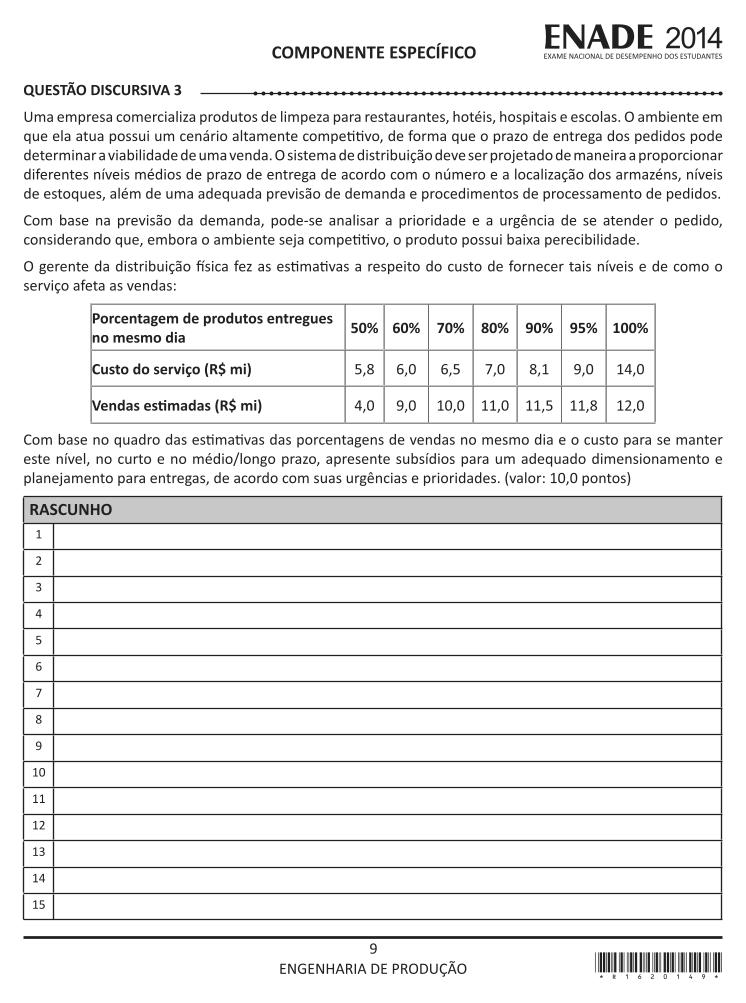 ENADE 2014
EXAME NACIONAL DE DESEMPENHO DOS ESTUDANTES
COMPONENTE ESPECÍFICO
QUESTÃO DISCURSIVA 3
Uma empresa comercializa produtos de limpeza para restaurantes, hotéis, hospitais e escolas. O ambiente em
que ela atua possui um cenário altamente competitivo, de forma que o prazo de entrega dos pedidos pode
determinar a viabilidade de uma venda. O sistema de distribuição deve ser projetado de maneira a proporcionar
diferentes níveis médios de prazo de entrega de acordo com o número e a localização dos armazéns, níveis
de estoques, além de uma adequada previsão de demanda e procedimentos de processamento de pedidos.
Com base na previsão da demanda, pode-se analisar a prioridade e a urgência de se atender o pedido,
considerando que, embora o ambiente seja competitivo, o produto possui baixa perecibilidade.
O gerente da distribuição física fez as estimativas a respeito do custo de fornecer tais níveis e de como o
serviço afeta as vendas:
Porcentagem de produtos entregues
no mesmo dia 50% 60% 70% 80% 90% 95% 100%
Custo do serviço (R$ mi) 5,8 6,0 6,5 7,0 8,1 9,0 14,0
Vendas estimadas (R$ mi) 4,0 9,0 10,0 11,0 11,5 11,8 12,0
Com base no quadro das estimativas das porcentagens de vendas no mesmo dia e o custo para se manter
este nível, no curto e no médio/longo prazo, apresente subsídios para um adequado dimensionamento e
planejamento para entregas, de acordo com suas urgências e prioridades. (valor: 10,0 pontos)
RASCUNHO
1
2
3
4
5
6
7
8
9
10
11
12
13
14
15
9
ENGENHARIA DE PRODUÇÃO
* R 1 6 2 0 1 4 9 *